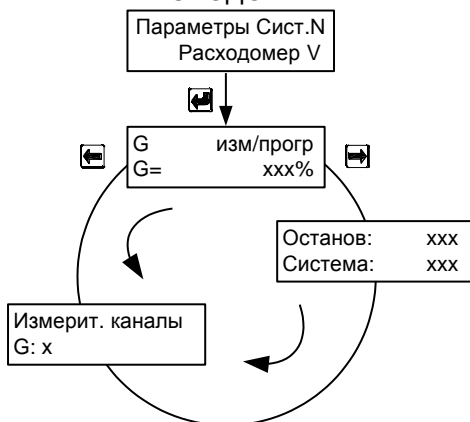 Параметры Сист.N
Расходомер V
G изм/прогр
G= xxx%
Останов: xxx
Система: xxx
Измерит. каналы
G: x